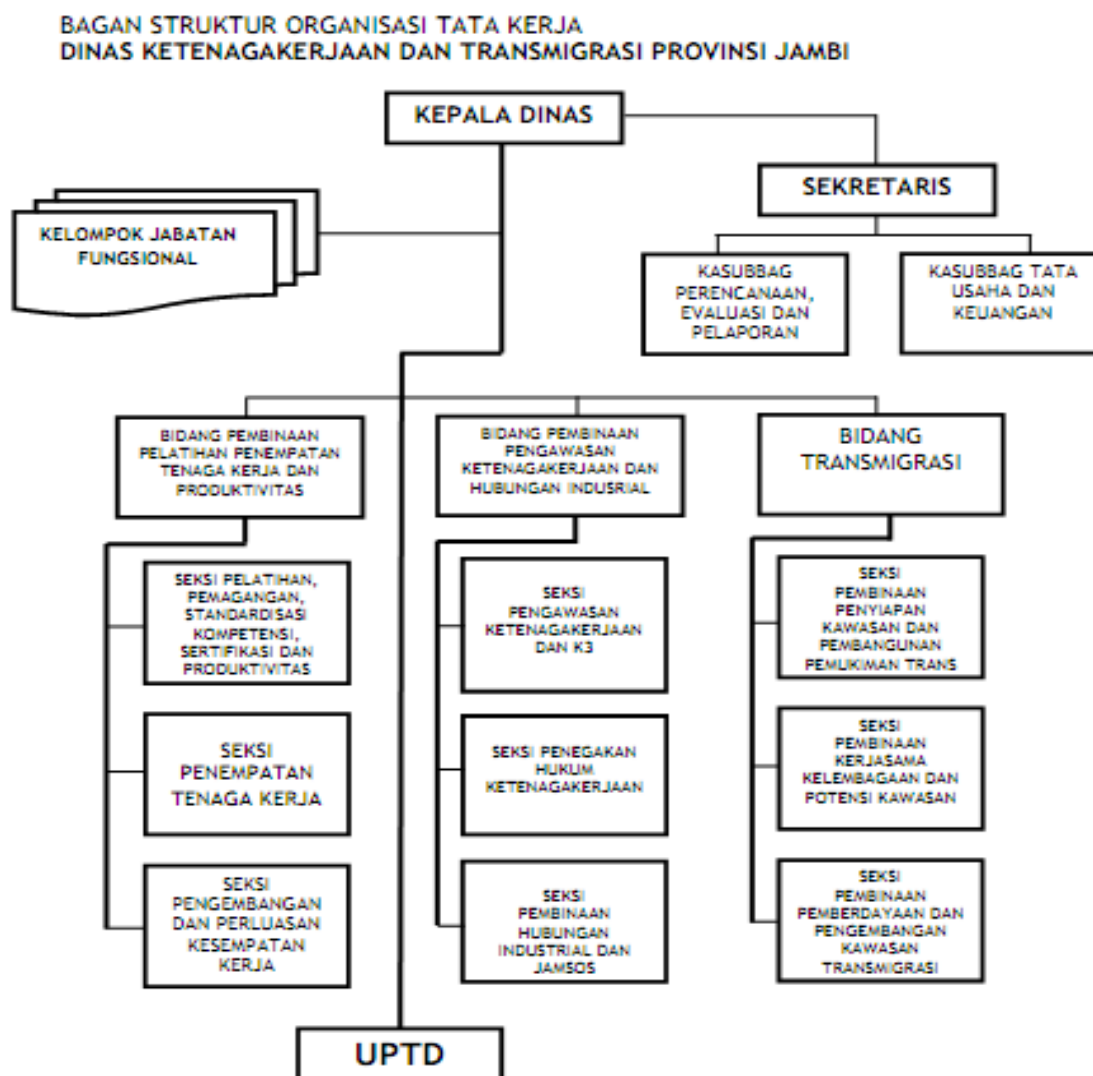 BAGAN STRUKTUR ORGANISASI TATA KERJA
DINAS KETENAGAKERJAAN DAN TRANSMIGRASI PROVINSI JAMBI
KEPALA DINAS
SEKRETARIS
KELOMPOK JABATAN
FUNGSIONAL
KASUBBAG
PERENCANAAN,
EVALUASI DAN
PELAPORAN
KASUBBAG TATA
USAHA DAN
KEUANGAN
BIDANG PEMBINAAN
PELATIHAN PENEMPATAN
TENAGA KERJA DAN
PRODUKTIVITAS
BIDANG PEMBINAAN
PENGAWASAN
KETENAGAKERJAAN DAN
HUBUNGAN INDUSRIAL
BIDANG
TRANSMIGRASI
SEKSI PELATIHAN,
PEMAGANGAN,
STANDARDISASI
KOMPETENSI,
SERTIFIKASI DAN
PRODUKTIVITAS
SEKSI
PENGAWASAN
KETENAGAKERJAAN
DAN K3
SEKSI
PEMBINAAN
PENYIAPAN
KAWASAN DAN
PEMBANGUNAN
PEMUKIMAN TRANS
SEKSI
PENEMPATAN
TENAGA KERJA
SEKSI PENEGAKAN
HUKUM
KETENAGAKERJAAN
SEKSI
PEMBINAAN
KERJASAMA
KELEMBAGAAN DAN
POTENSI KAWASAN
SEKSI
PENGEMBANGAN
DAN PERLUASAN
KESEMPATAN
KERJA
SEKSI
PEMBINAAN
HUBUNGAN
INDUSTRIAL DAN
JAMSOS
SEKSI
PEMBINAAN
PEMBERDAYAAN DAN
PENGEMBANGAN
KAWASAN
TRANSMIGRASI
UPTD